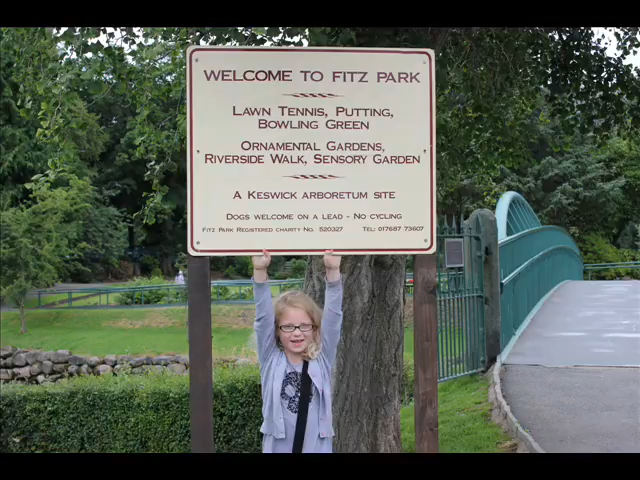 Welcome to Fitz Park
Lawn Tennis, Putting,
Bowling Green
Ornamental Gardens,
Riverside Walk, Sensory Garden
A Keswick arboretum site
Dogs welcome on a lead - No cycling
Fitz Park Registered charity No. 520327 Tel: 017687 73607